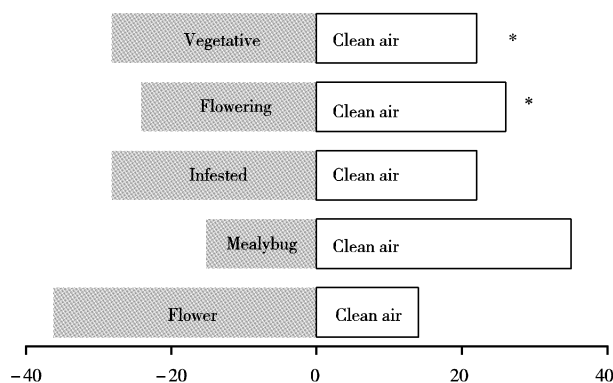 Vegetative Clean air *
Flowering Clean air *
Infested Clean air
Mealybug Clean air
Flower Clean air
−40 −20 0 20 40